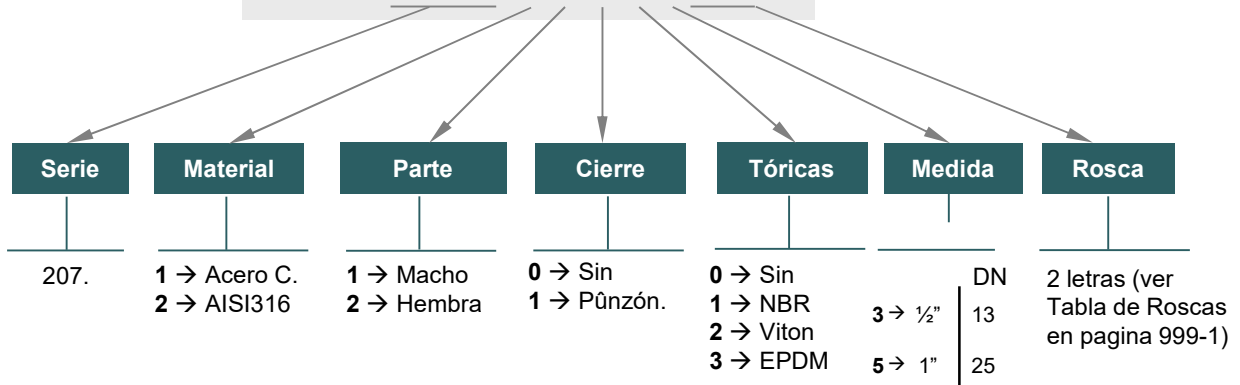 Serie
207.
Material
1 → Acero C.
2 → AISI316
Parte
1 → Macho
2 → Hembra
Cierre
0 → Sin
1 → Pûnzón.
Tóricas
0 → Sin
1 → NBR
2 → Viton
3 → EPDM
Medida
DN
3 → ½” 13
5 → 1” 25
Rosca
2 letras (ver
Tabla de Roscas
en pagina 999-1)